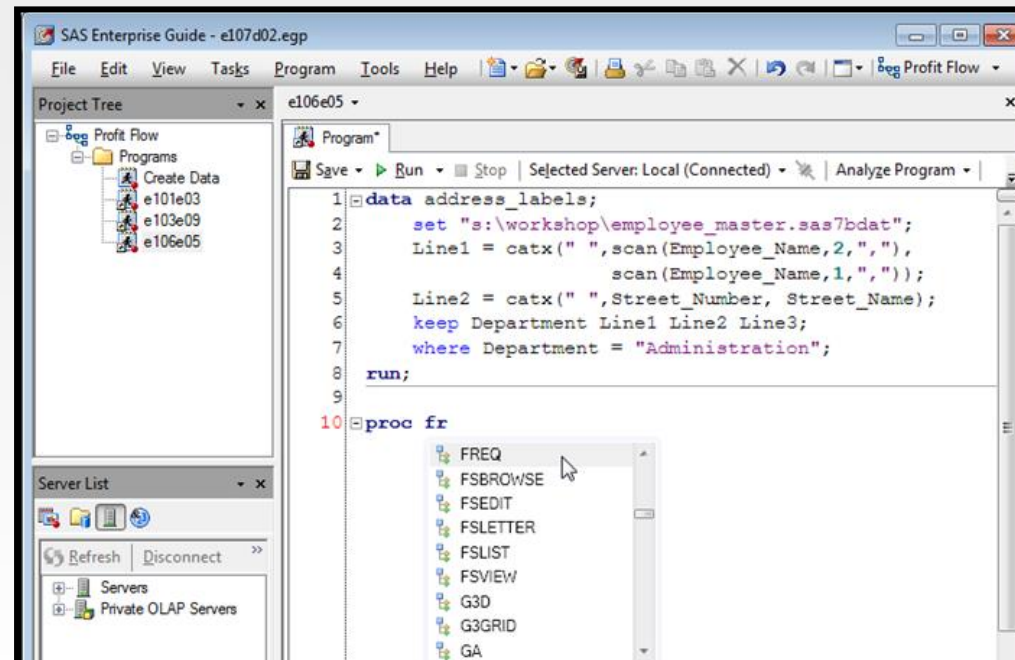 SAS Enterprise Guide - e107d02.egp
File Edit View Tasks Program Tools Help Profit Flow
Project Tree
Profit Flow
Programs
Create Data
e101e03
e103e09
e106e05
Server List
Refresh Disconnect »
Servers
Private OLAP Servers
e106e05
Program*
Save Run Stop Selected Server: Local (Connected) Analyze Program
1 data address_labels;
2 set "s:\workshop\employee_master.sas7bdat";
3 Line1 = catx(" ",scan(Employee_Name,2,","),
4 scan(Employee_Name,1,","));
5 Line2 = catx(" ",Street_Number, Street_Name);
6 keep Department Line1 Line2 Line3;
7 where Department = "Administration";
8 run;
9
10 proc fr
FREQ
FSBROWSE
FSEDIT
FSLETTER
FSLIST
FSVIEW
G3D
G3GRID
GA